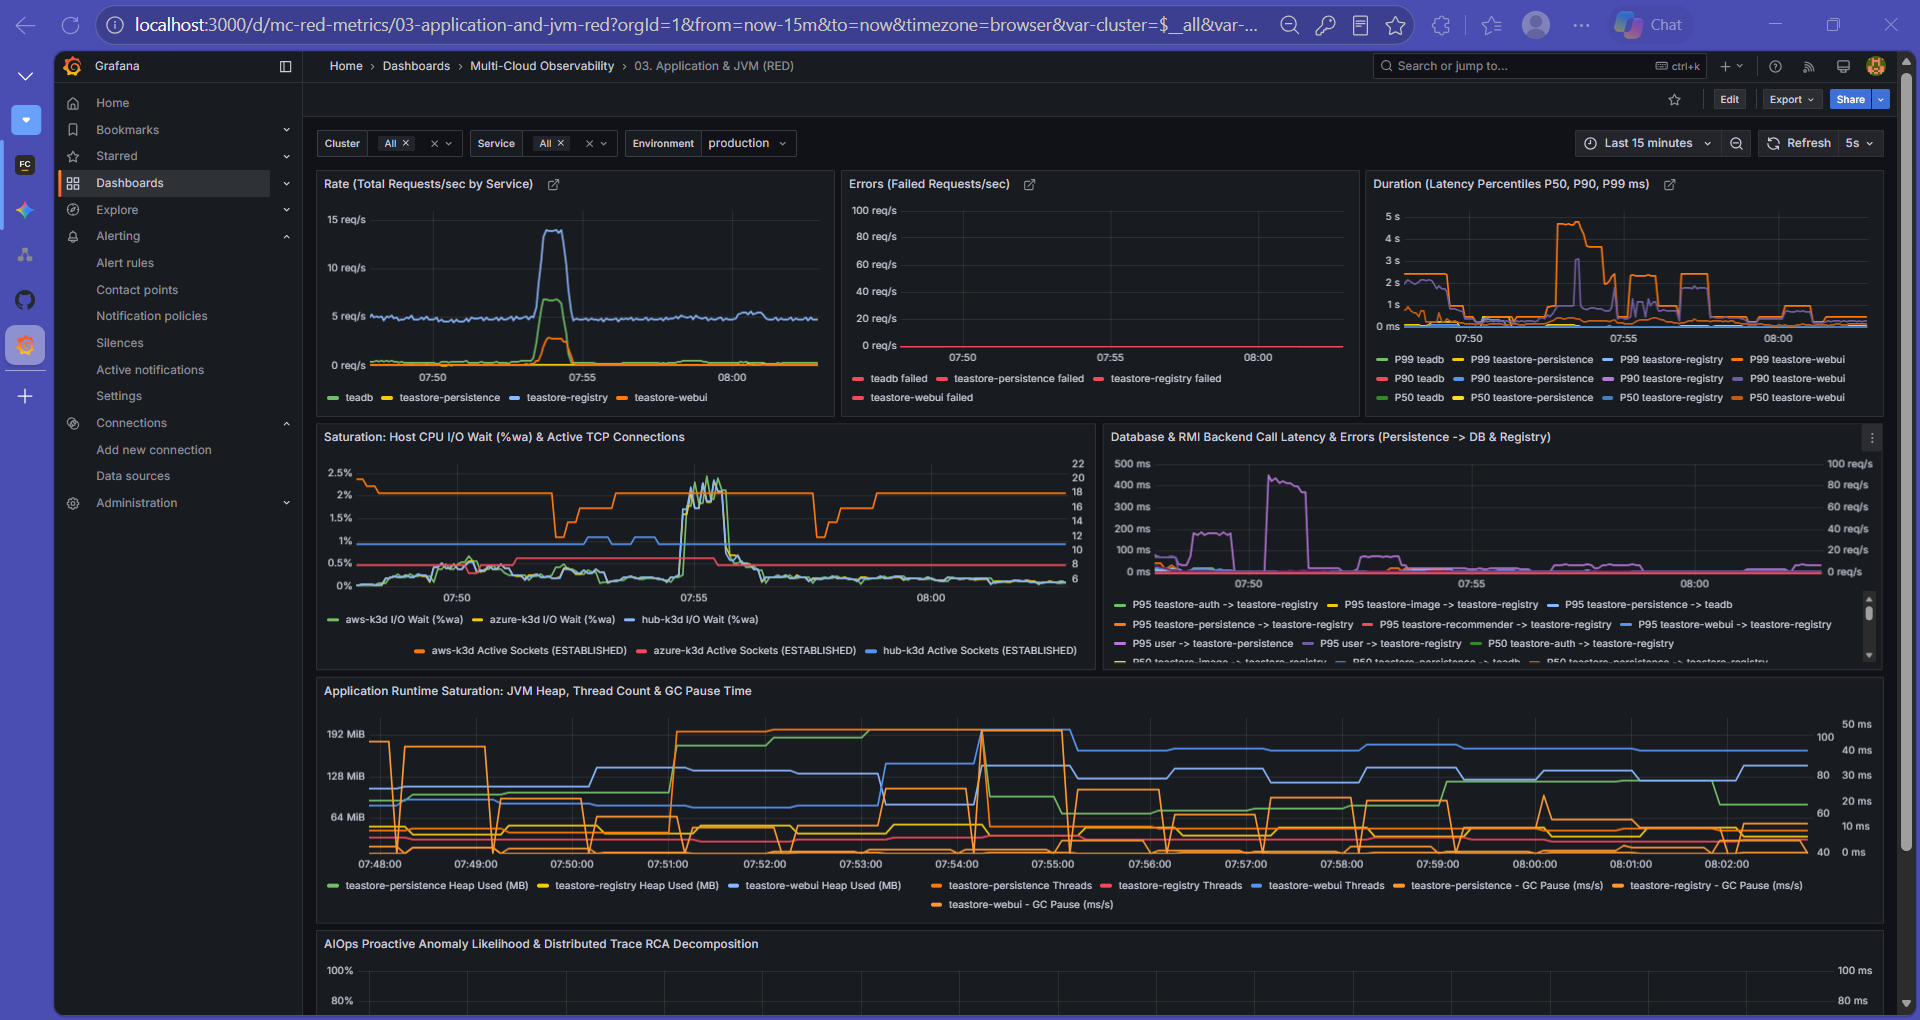 localhost:3000/d/mc-red-metrics/03-application-and-jvm-red?orgId=1&from=now-15m&to=now&timezone=browser&var-cluster=$__all&var-...
Chat
Grafana
Home › Dashboards › Multi-Cloud Observability › 03. Application & JVM (RED)
Search or jump to...
ctrl+k
Edit
Export
Share
FC
Home
Bookmarks
Starred
Dashboards
Explore
Alerting
Alert rules
Contact points
Notification policies
Silences
Active notifications
Settings
Connections
Add new connection
Data sources
Administration
Cluster All
Service All
Environment production
Last 15 minutes
Refresh 5s
Rate (Total Requests/sec by Service)
15 req/s
10 req/s
5 req/s
0 req/s
07:50 07:55 08:00
teadb teastore-persistence teastore-registry teastore-webui
Errors (Failed Requests/sec)
100 req/s
80 req/s
60 req/s
40 req/s
20 req/s
0 req/s
07:50 07:55 08:00
teadb failed teastore-persistence failed teastore-registry failed
teastore-webui failed
Duration (Latency Percentiles P50, P90, P99 ms)
5 s
4 s
3 s
2 s
1 s
0 ms
07:50 07:55 08:00
P99 teadb P99 teastore-persistence P99 teastore-registry P99 teastore-webui
P90 teadb P90 teastore-persistence P90 teastore-registry P90 teastore-webui
P50 teadb P50 teastore-persistence P50 teastore-registry P50 teastore-webui
Saturation: Host CPU I/O Wait (%wa) & Active TCP Connections
2.5%
2%
1.5%
1%
0.5%
0%
22
20
18
16
14
12
10
8
6
07:50 07:55 08:00
aws-k3d I/O Wait (%wa) azure-k3d I/O Wait (%wa) hub-k3d I/O Wait (%wa)
aws-k3d Active Sockets (ESTABLISHED) azure-k3d Active Sockets (ESTABLISHED) hub-k3d Active Sockets (ESTABLISHED)
Database & RMI Backend Call Latency & Errors (Persistence -> DB & Registry)
500 ms
400 ms
300 ms
200 ms
100 ms
0 ms
100 req/s
80 req/s
60 req/s
40 req/s
20 req/s
0 req/s
07:50 07:55 08:00
P95 teastore-auth -> teastore-registry P95 teastore-image -> teastore-registry P95 teastore-persistence -> teadb
P95 teastore-persistence -> teastore-registry P95 teastore-recommender -> teastore-registry P95 teastore-webui -> teastore-registry
P95 user -> teastore-persistence P95 user -> teastore-registry P50 teastore-auth -> teastore-registry
P50 teastore-image -> teastore-registry P50 teastore-persistence -> teadb P50 teastore-persistence -> teastore-registry
Application Runtime Saturation: JVM Heap, Thread Count & GC Pause Time
192 MiB
128 MiB
64 MiB
100
80
60
40
50 ms
40 ms
30 ms
20 ms
10 ms
0 ms
07:48:00 07:49:00 07:50:00 07:51:00 07:52:00 07:53:00 07:54:00 07:55:00 07:56:00 07:57:00 07:58:00 07:59:00 08:00:00 08:01:00 08:02:00
teastore-persistence Heap Used (MB) teastore-registry Heap Used (MB) teastore-webui Heap Used (MB)
teastore-persistence Threads teastore-registry Threads teastore-webui Threads teastore-persistence - GC Pause (ms/s) teastore-registry - GC Pause (ms/s)
teastore-webui - GC Pause (ms/s)
AIOps Proactive Anomaly Likelihood & Distributed Trace RCA Decomposition
100%
80%
100 ms
80 ms